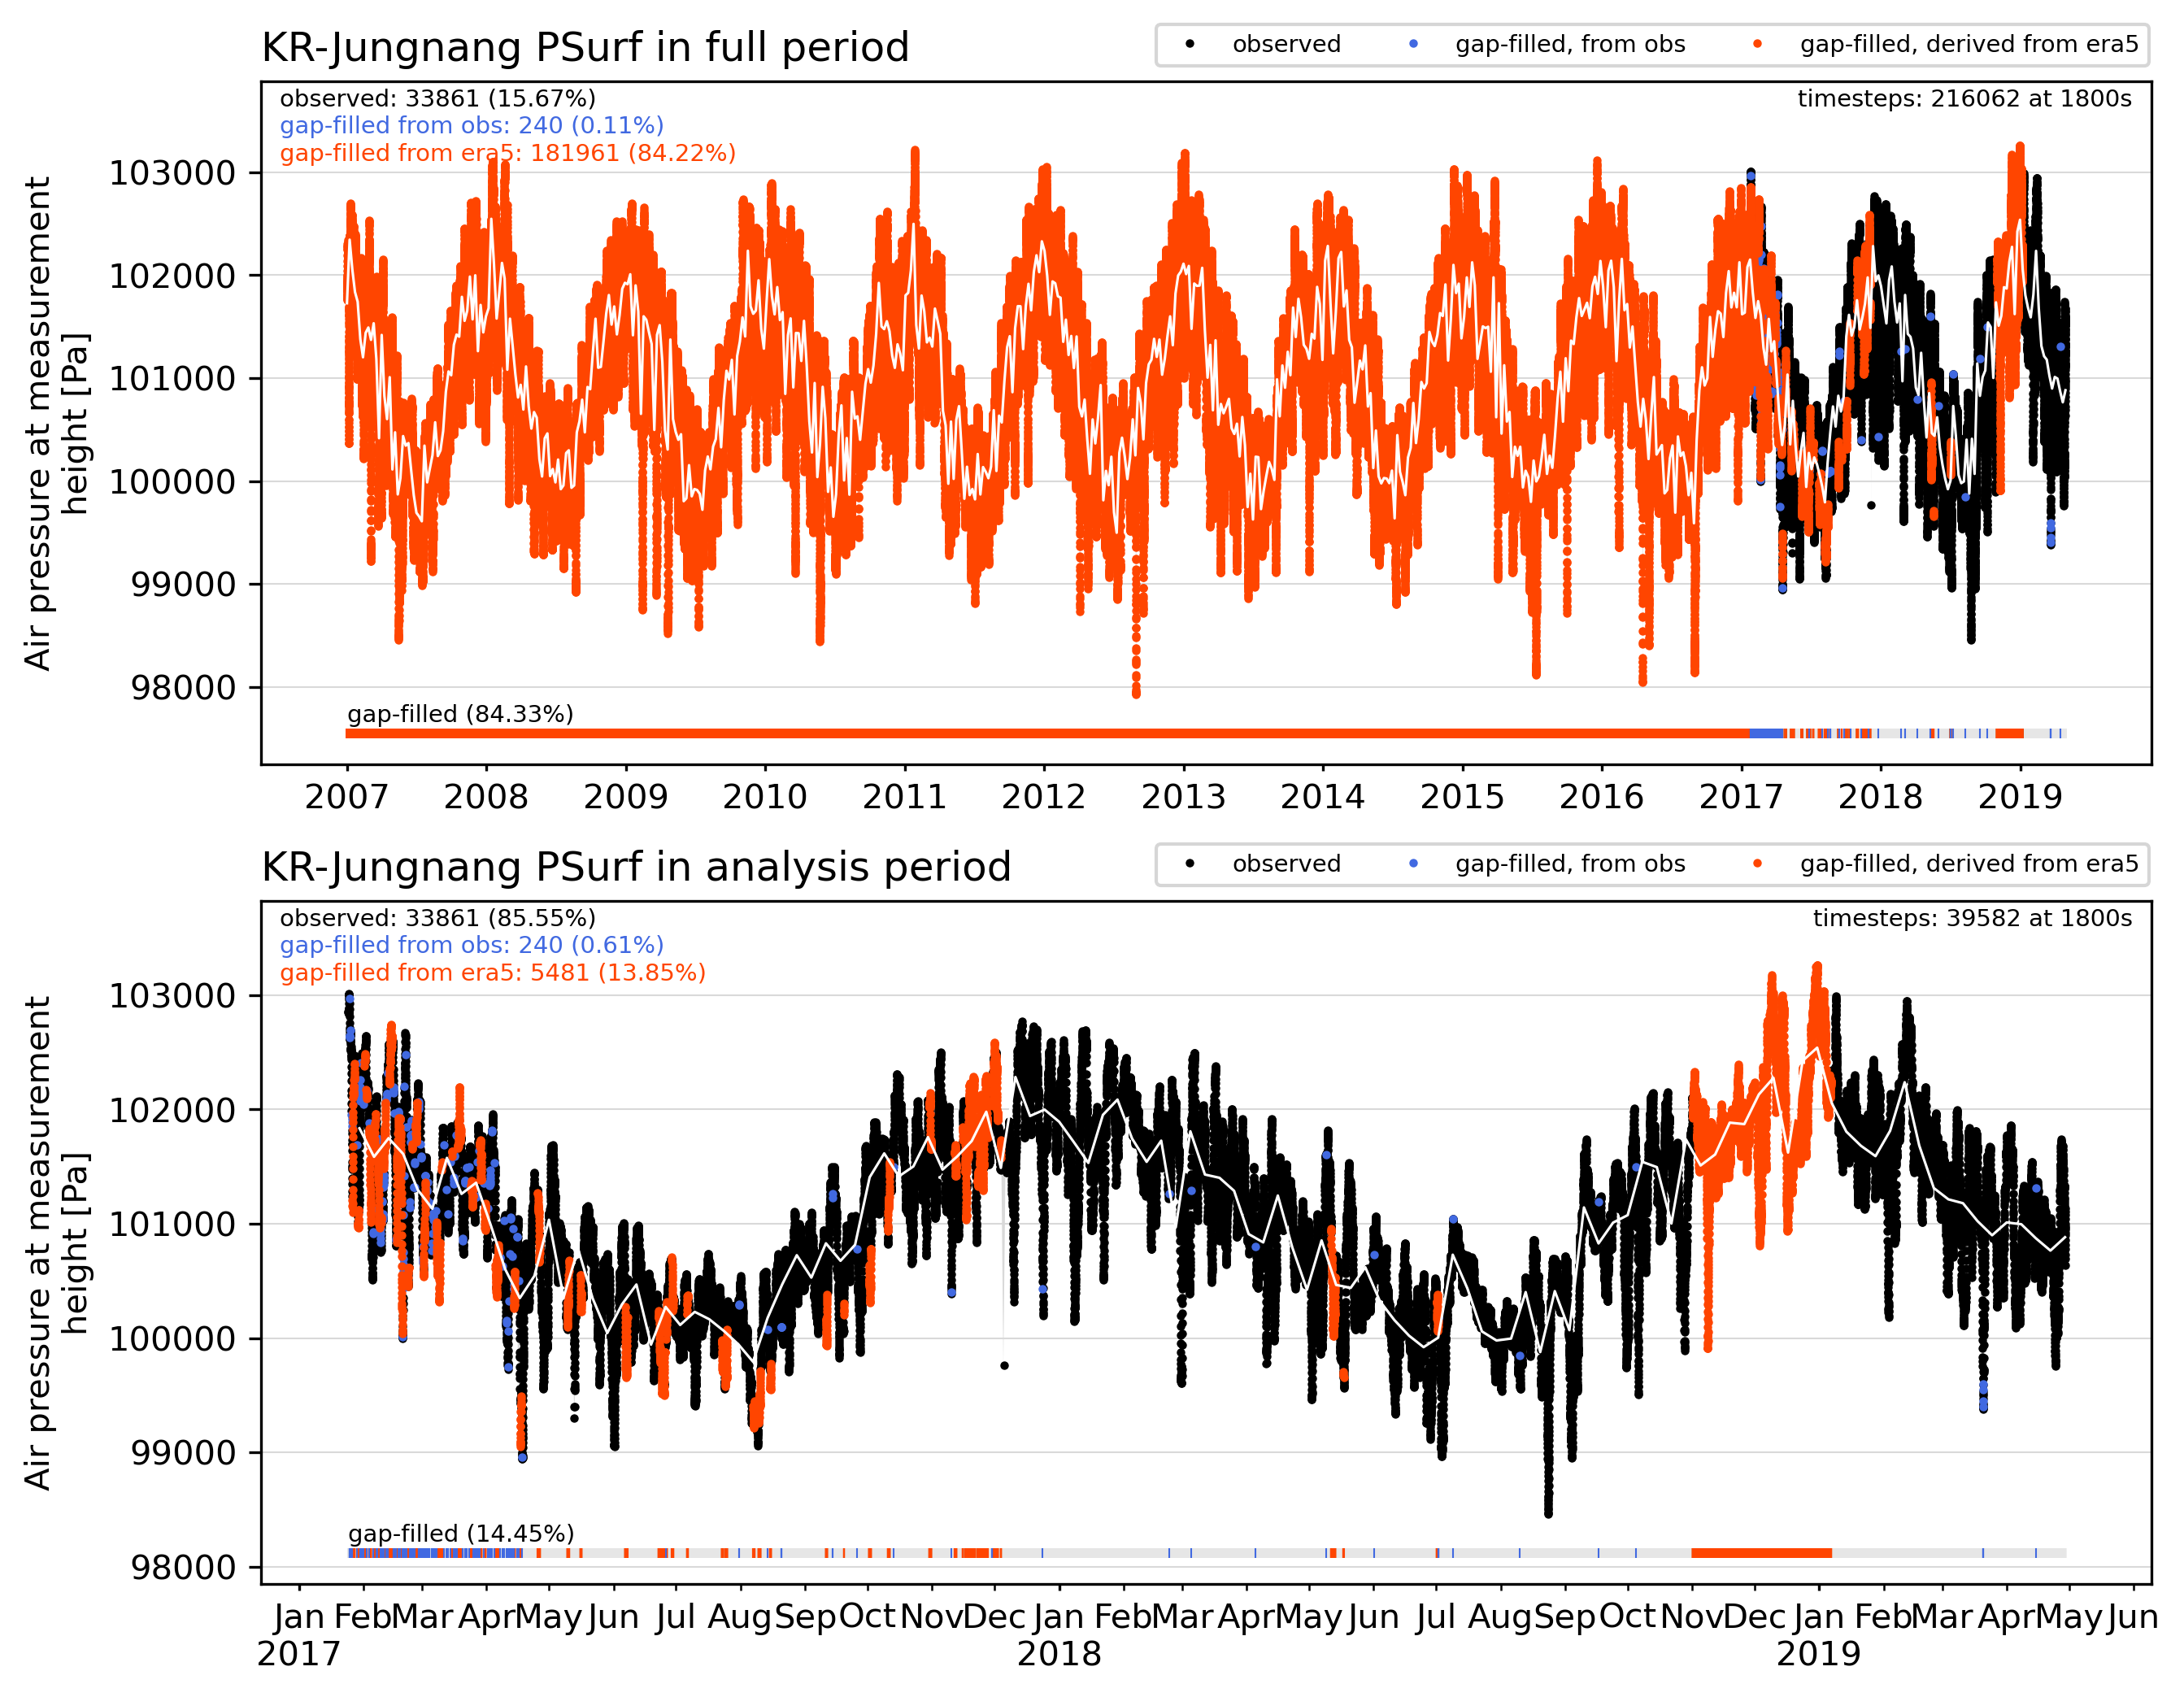 KR-Jungnang PSurf in full period
observed gap-filled, from obs gap-filled, derived from era5
observed: 33861 (15.67%)
timesteps: 216062 at 1800s
gap-filled from obs: 240 (0.11%)
gap-filled from era5: 181961 (84.22%)
Air pressure at measurement
height [Pa]
103000
102000
101000
100000
99000
98000
gap-filled (84.33%)
2007 2008 2009 2010 2011 2012 2013 2014 2015 2016 2017 2018 2019
KR-Jungnang PSurf in analysis period
observed gap-filled, from obs gap-filled, derived from era5
observed: 33861 (85.55%)
timesteps: 39582 at 1800s
gap-filled from obs: 240 (0.61%)
gap-filled from era5: 5481 (13.85%)
Air pressure at measurement
height [Pa]
103000
102000
101000
100000
99000
98000
gap-filled (14.45%)
Jan Feb Mar Apr May Jun Jul Aug Sep Oct Nov Dec Jan Feb Mar Apr May Jun Jul Aug Sep Oct Nov Dec Jan Feb Mar Apr May Jun
2017 2018 2019